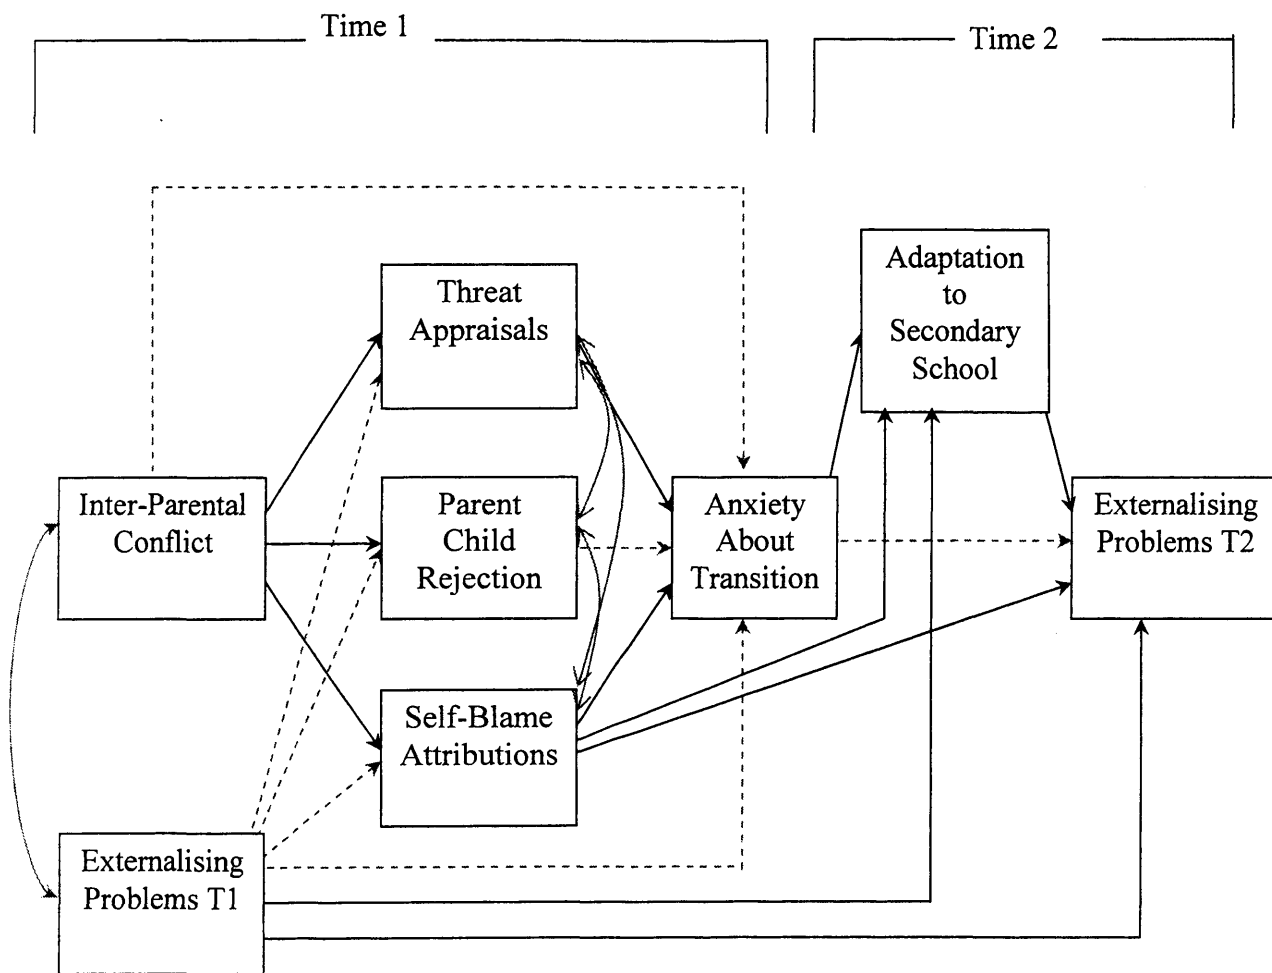 Time 1
Time 2
Threat
Appraisals
Adaptation
to
Secondary
School
Inter-Parental
Conflict
Parent
Child
Rejection
Anxiety
About
Transition
Externalising
Problems T2
Self-Blame
Attributions
Externalising
Problems T1